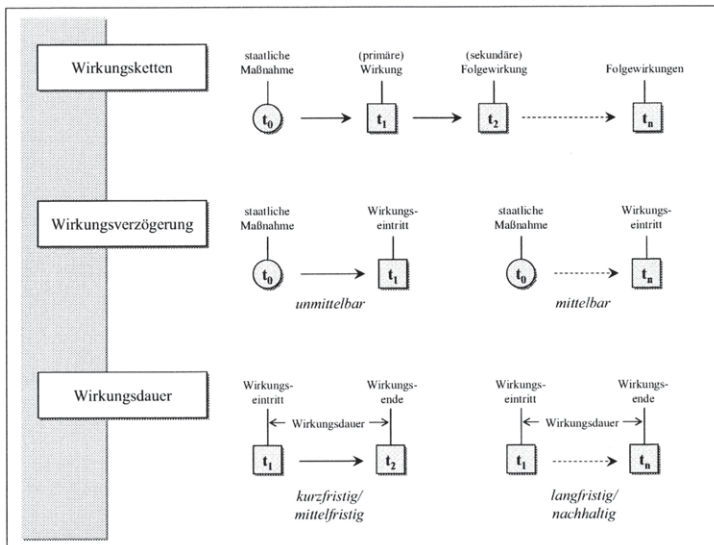 Wirkungsketten
staatliche
Maßnahme
(primäre)
Wirkung
(sekundäre)
Folgewirkung
Folgewirkungen
t0
t1
t2
tn
Wirkungsverzögerung
staatliche
Maßnahme
Wirkungs-
eintritt
staatliche
Maßnahme
Wirkungs-
eintritt
t0
t1
t0
tn
unmittelbar
mittelbar
Wirkungsdauer
Wirkungs-
eintritt
Wirkungs-
ende
Wirkungs-
eintritt
Wirkungs-
ende
Wirkungsdauer
Wirkungsdauer
t1
t2
t1
tn
kurzfristig/
mittelfristig
langfristig/
nachhaltig